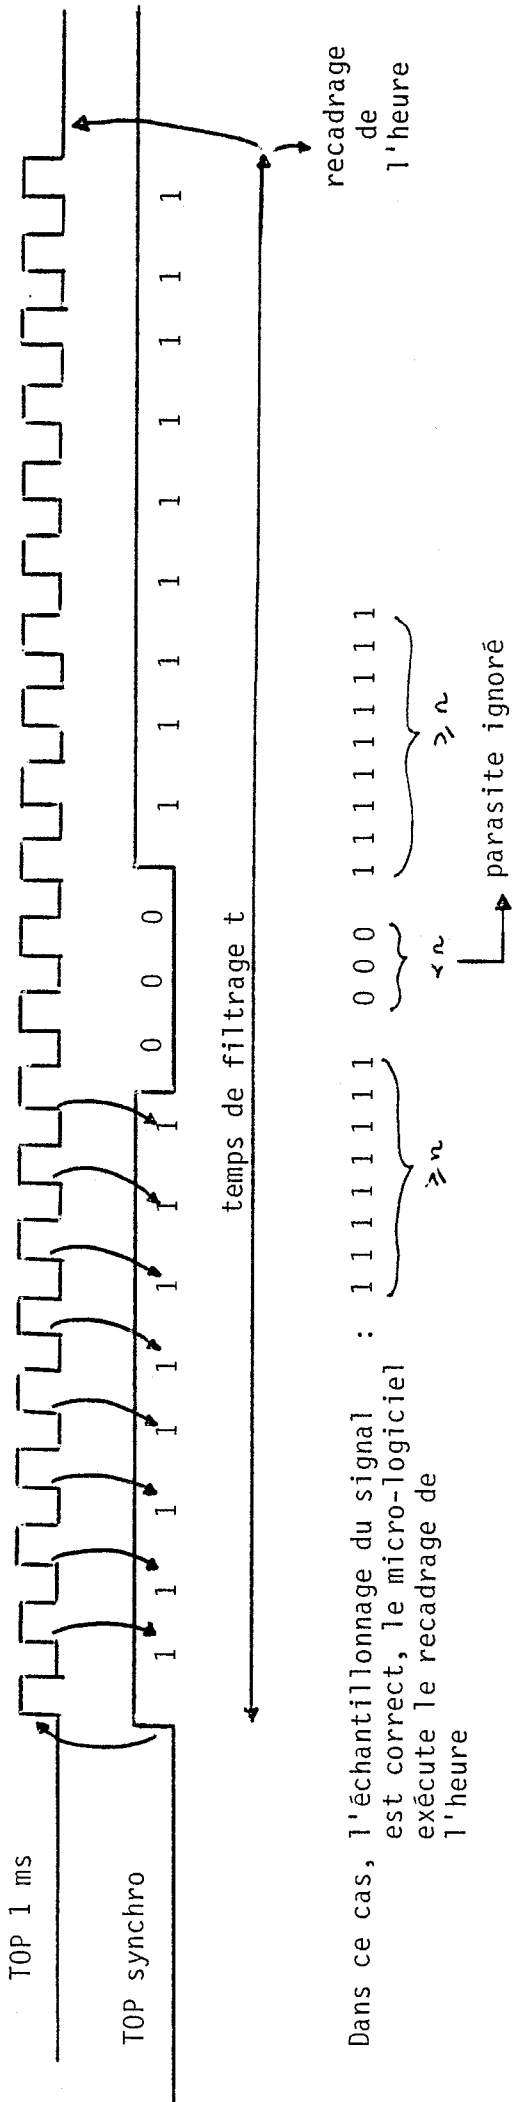 TOP 1 ms
TOP synchro
1 1 1 1 1 1 1 1 0 0 0 1 1 1 1 1 1 1 1 1
temps de filtrage t
recadrage
de
l'heure
Dans ce cas, l'échantillonnage du signal : 1 1 1 1 1 1 1 1 0 0 0 1 1 1 1 1 1 1 1 1
est correct, le micro-logiciel
exécute le recadrage de
l'heure
≥ n < n ≥ n
parasite ignoré